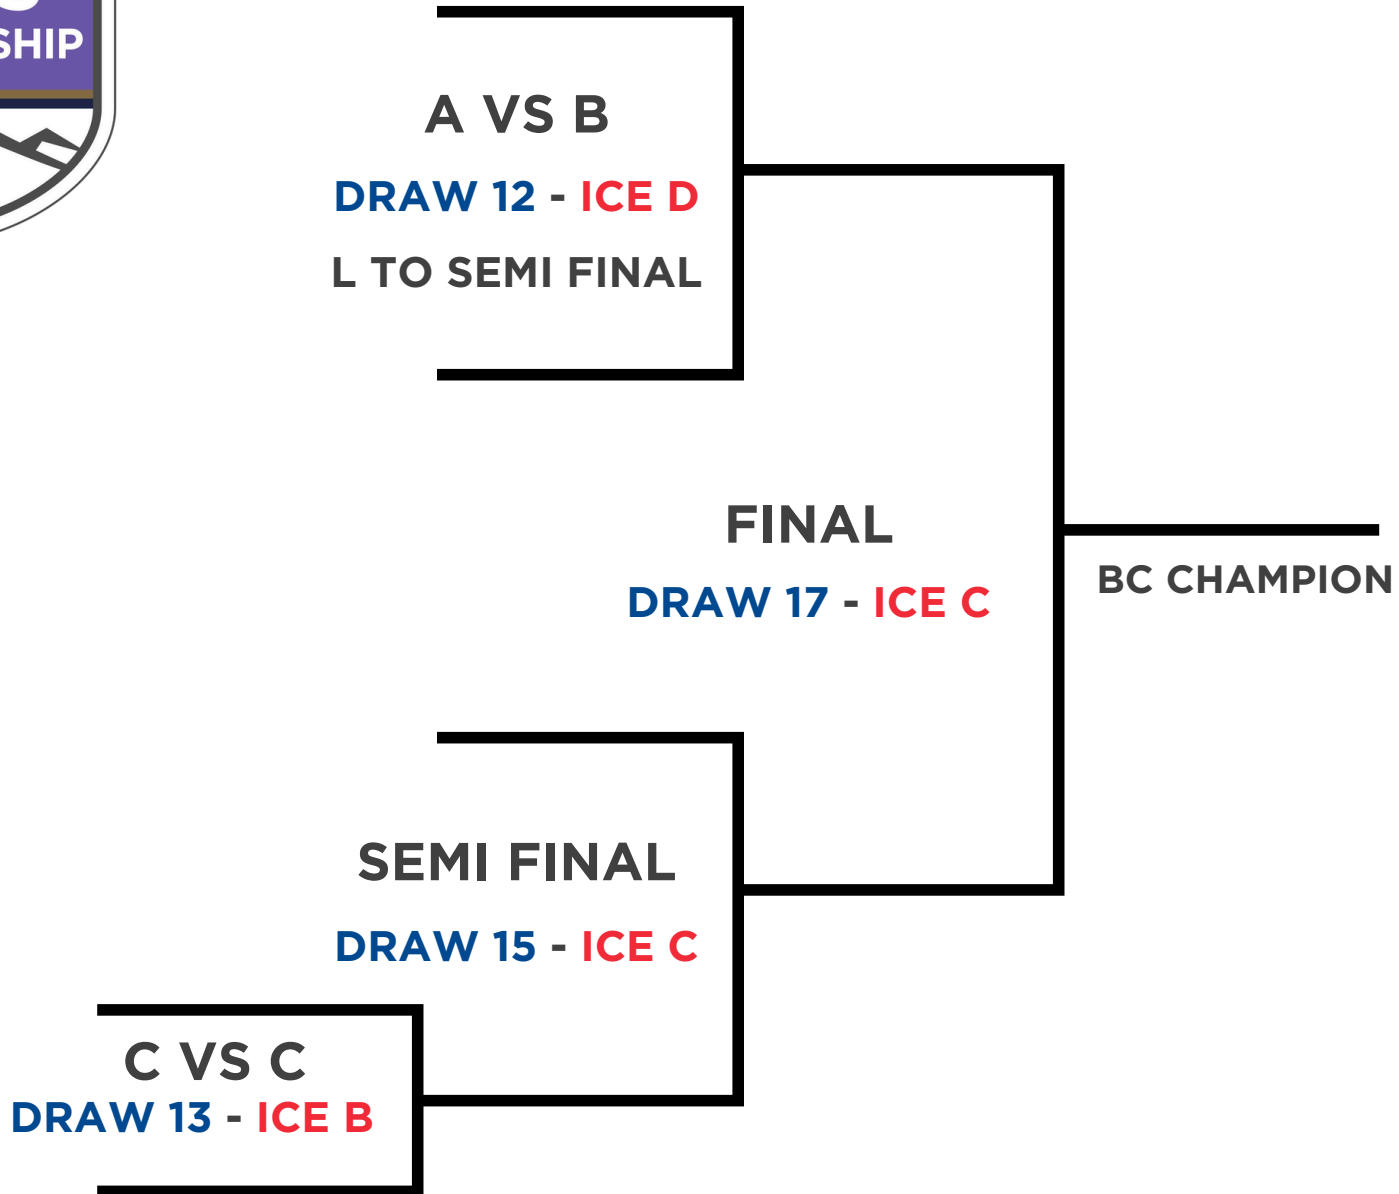 SHIP
A VS B
DRAW 12 - ICE D
L TO SEMI FINAL
FINAL
DRAW 17 - ICE C
BC CHAMPION
SEMI FINAL
DRAW 15 - ICE C
C VS C
DRAW 13 - ICE B